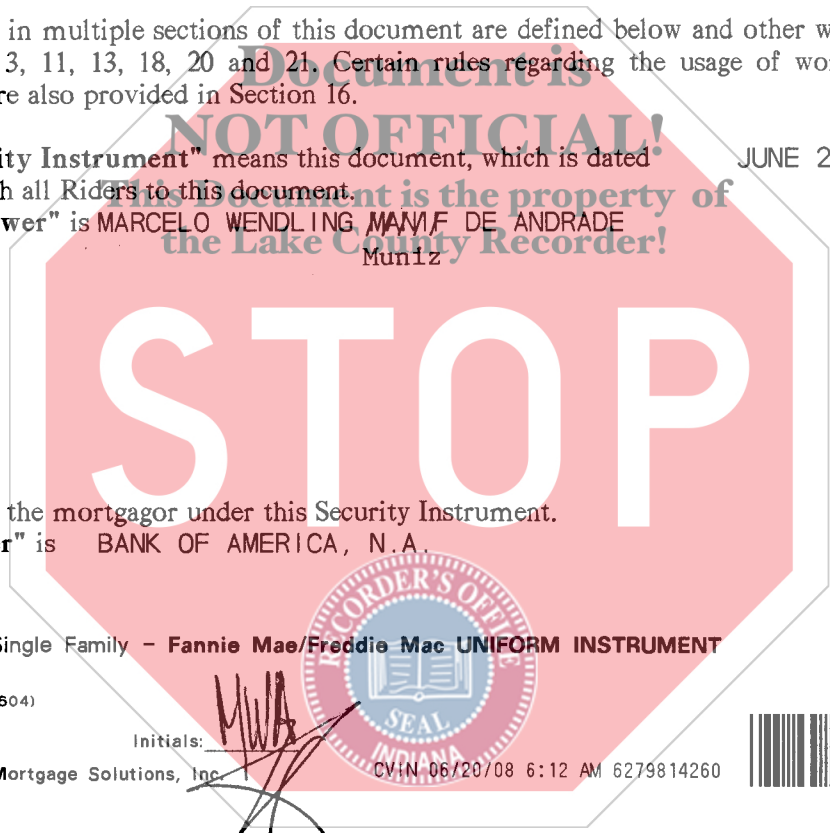 in multiple sections of this document are defined below and other w
3, 11, 13, 18, 20 and 21. Certain rules regarding the usage of wo
re also provided in Section 16.
Document is
NOT OFFICIAL!
This Document is the property of
the Lake County Recorder!
ity Instrument" means this document, which is dated JUNE 2
h all Riders to this document.
wer" is MARCELO WENDLING DE ANDRADE
Muniz
STOP
the mortgagor under this Security Instrument.
r" is BANK OF AMERICA, N.A.
Single Family - Fannie Mae/Freddie Mac UNIFORM INSTRUMENT
604)
RECORDER'S OFFICE
SEAL
INDIANA
Initials: MWA
Mortgage Solutions, Inc.
CVIN 06/20/08 6:12 AM 6279814260